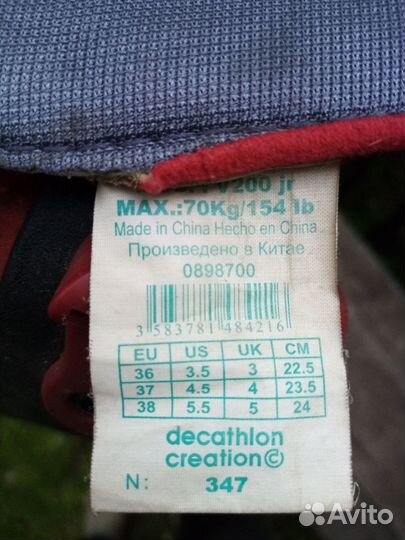 V200 jr
MAX.:70Kg/154 lb
Made in China Hecho en China
Произведено в Китае
0898700
3 583781 484216
EU US UK CM
36 3.5 3 22.5
37 4.5 4 23.5
38 5.5 5 24
decathlon
creation©
N: 347
Avito